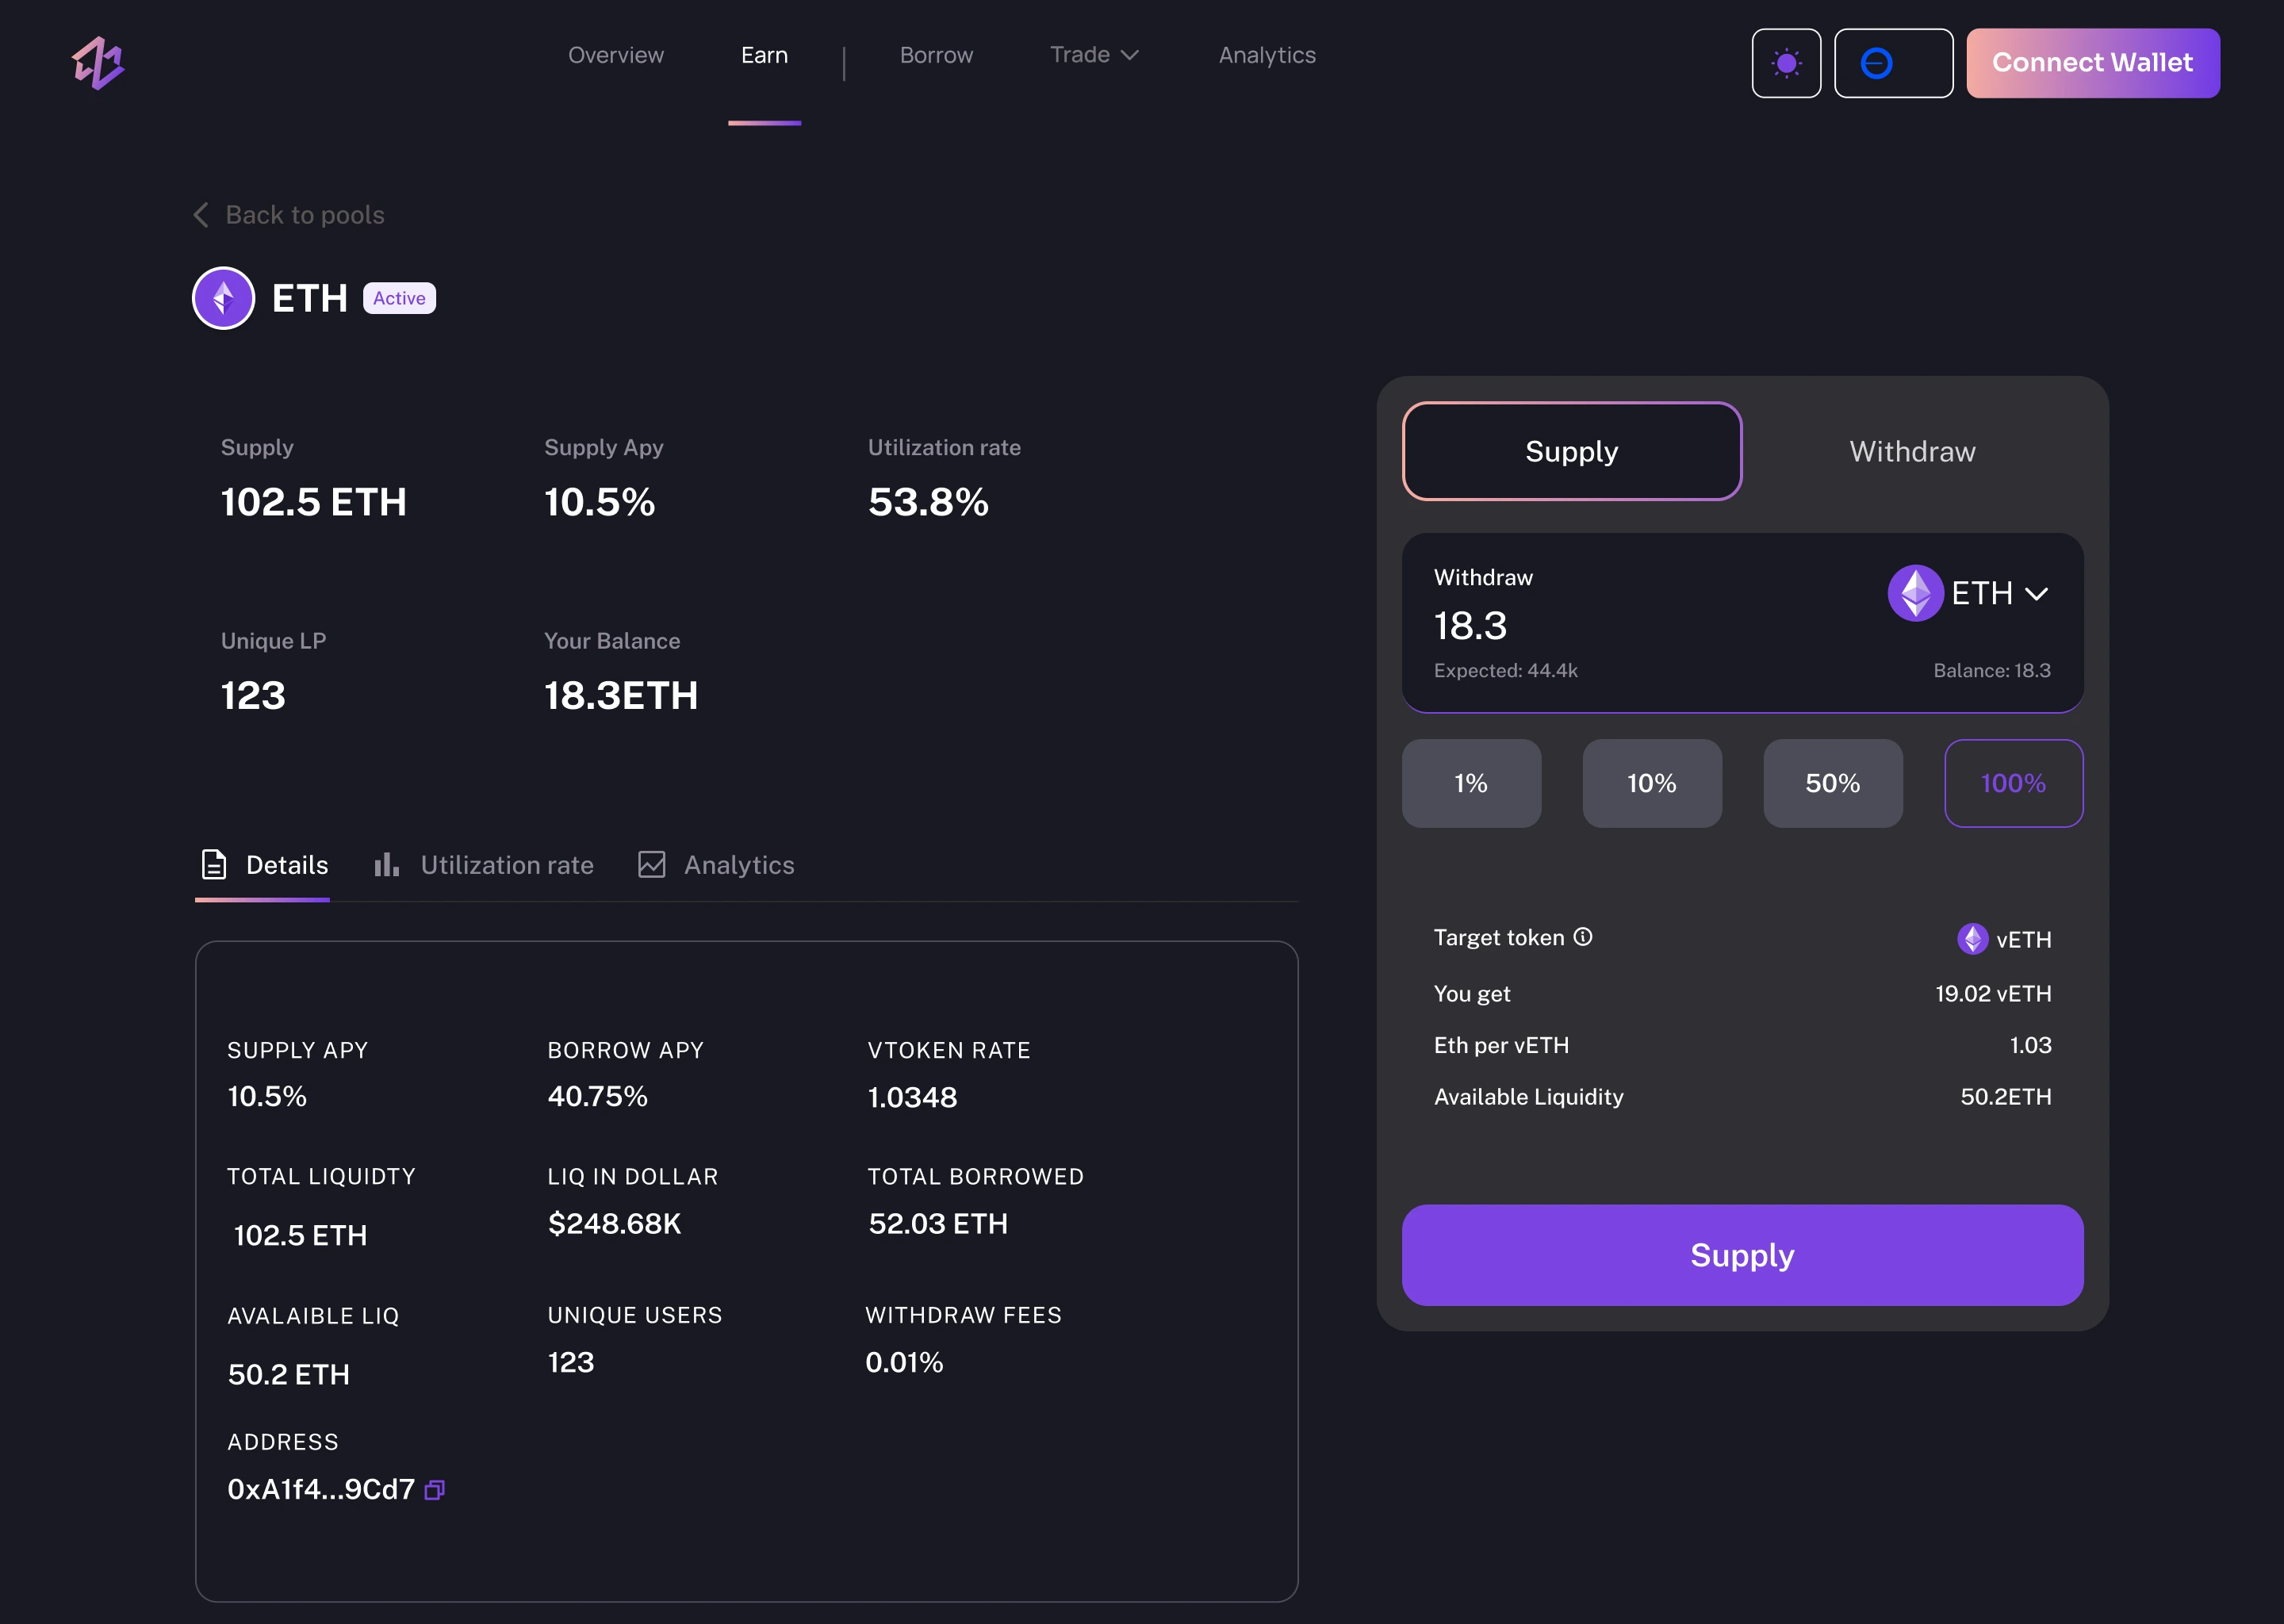 Overview
Earn
Borrow
Trade
Analytics
Connect Wallet
Back to pools
ETH
Active
Supply
102.5 ETH
Supply Apy
10.5%
Utilization rate
53.8%
Unique LP
123
Your Balance
18.3ETH
Details
Utilization rate
Analytics
SUPPLY APY
10.5%
BORROW APY
40.75%
VTOKEN RATE
1.0348
TOTAL LIQUIDTY
102.5 ETH
LIQ IN DOLLAR
$248.68K
TOTAL BORROWED
52.03 ETH
AVALAIBLE LIQ
50.2 ETH
UNIQUE USERS
123
WITHDRAW FEES
0.01%
ADDRESS
0xA1f4...9Cd7
Supply
Withdraw
Withdraw
18.3
ETH
Expected: 44.4k
Balance: 18.3
1%
10%
50%
100%
Target token
vETH
You get
19.02 vETH
Eth per vETH
1.03
Available Liquidity
50.2ETH
Supply